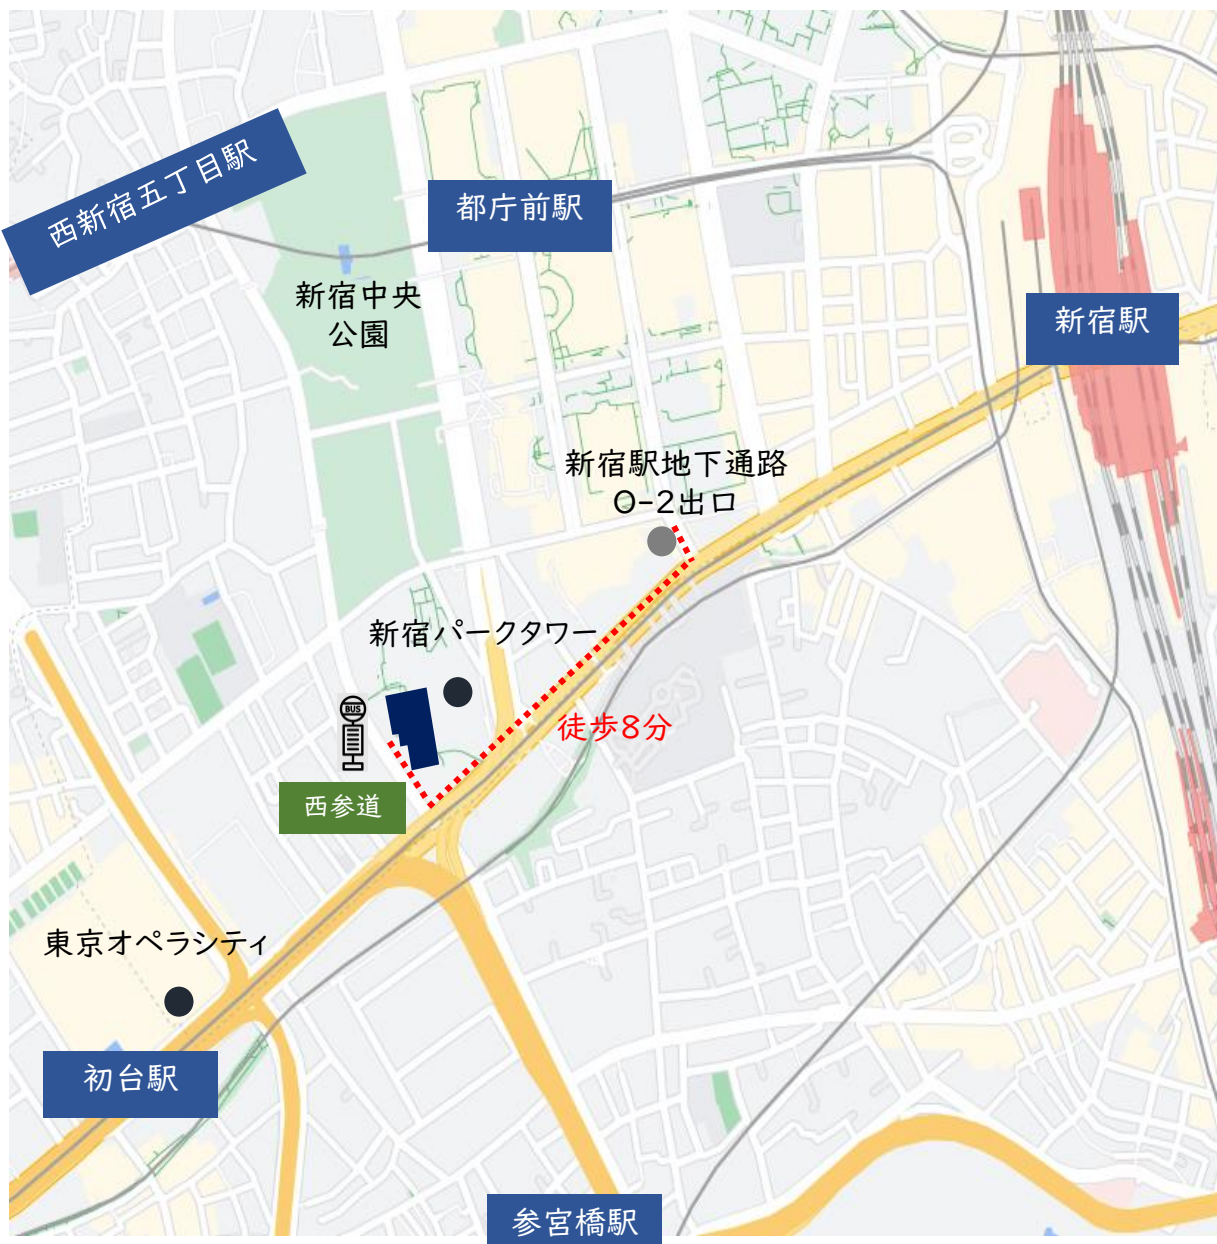 西新宿五丁目駅
都庁前駅
新宿中央
公園
新宿駅
新宿駅地下通路
O-2出口
新宿パークタワー
BUS
徒歩8分
西参道
東京オペラシティ
初台駅
参宮橋駅